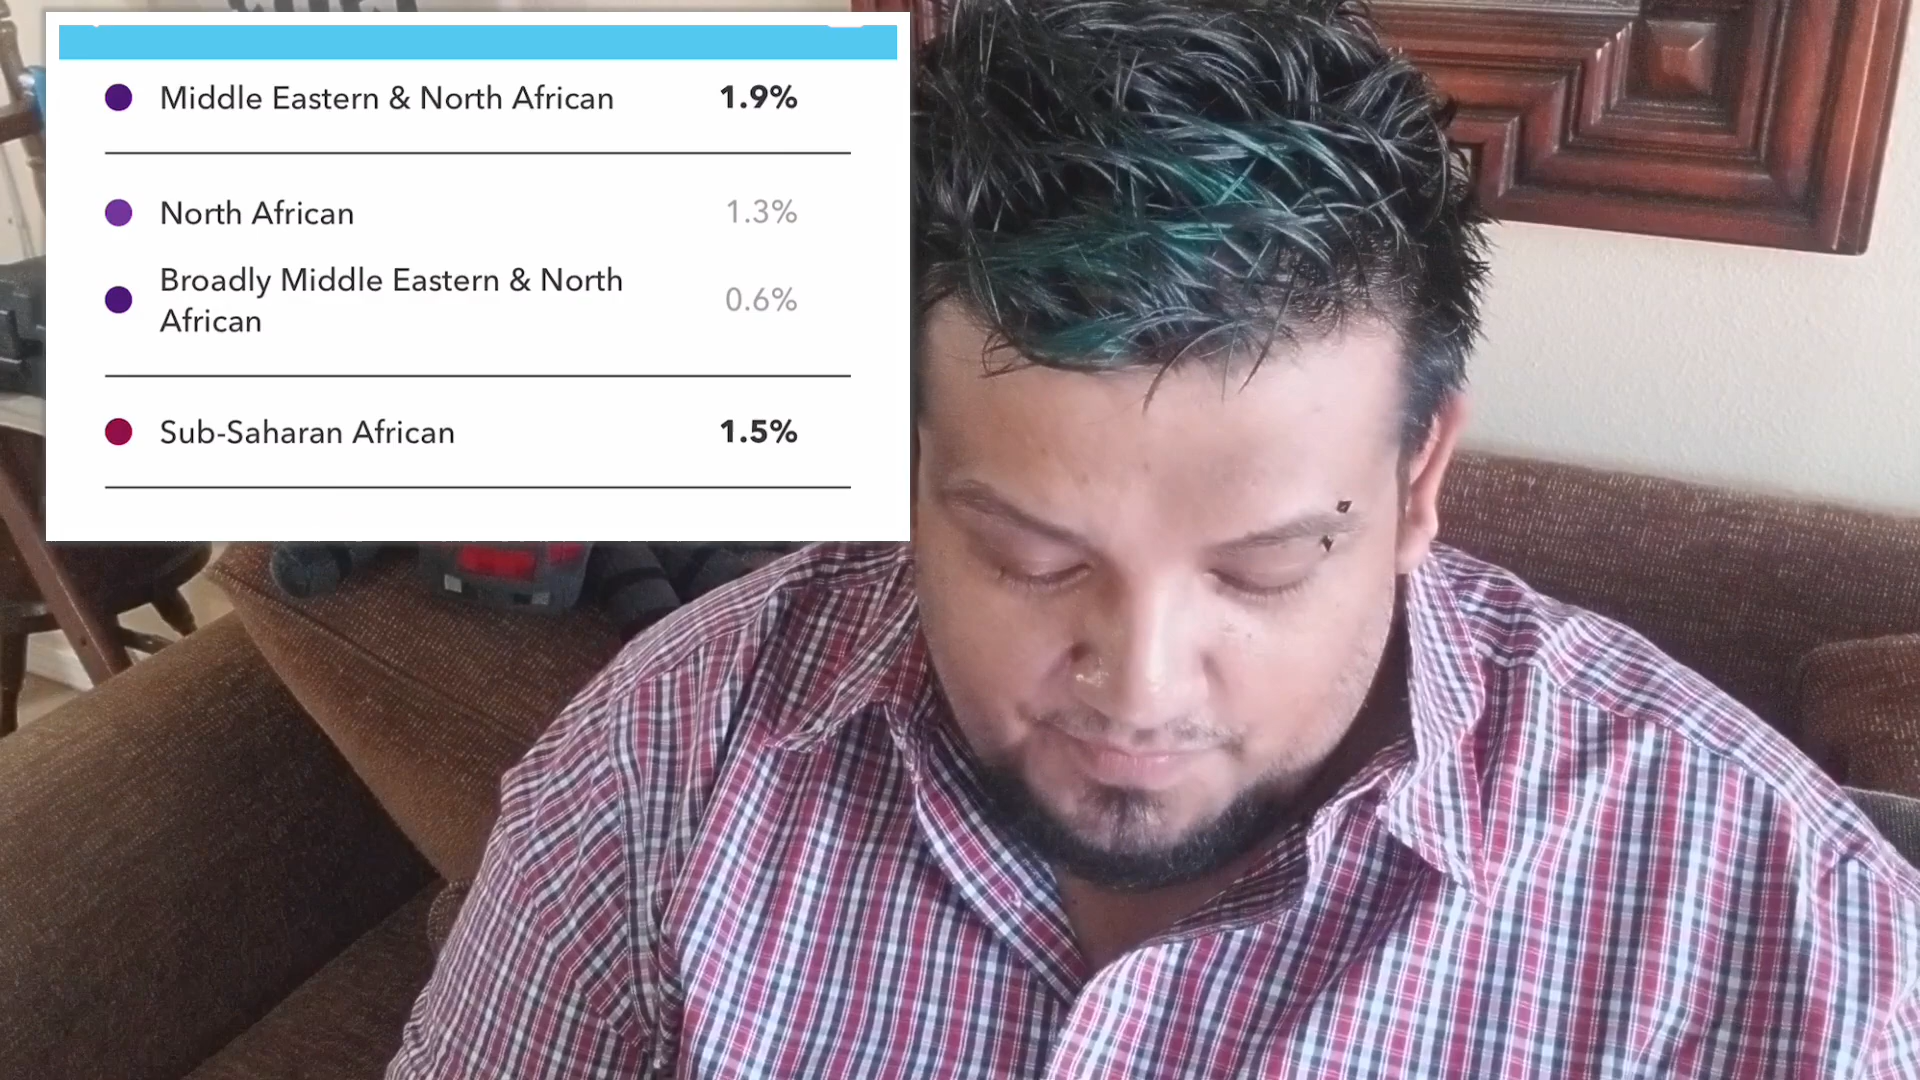 Middle Eastern & North African 1.9%
North African 1.3%
Broadly Middle Eastern & North
African 0.6%
Sub-Saharan African 1.5%